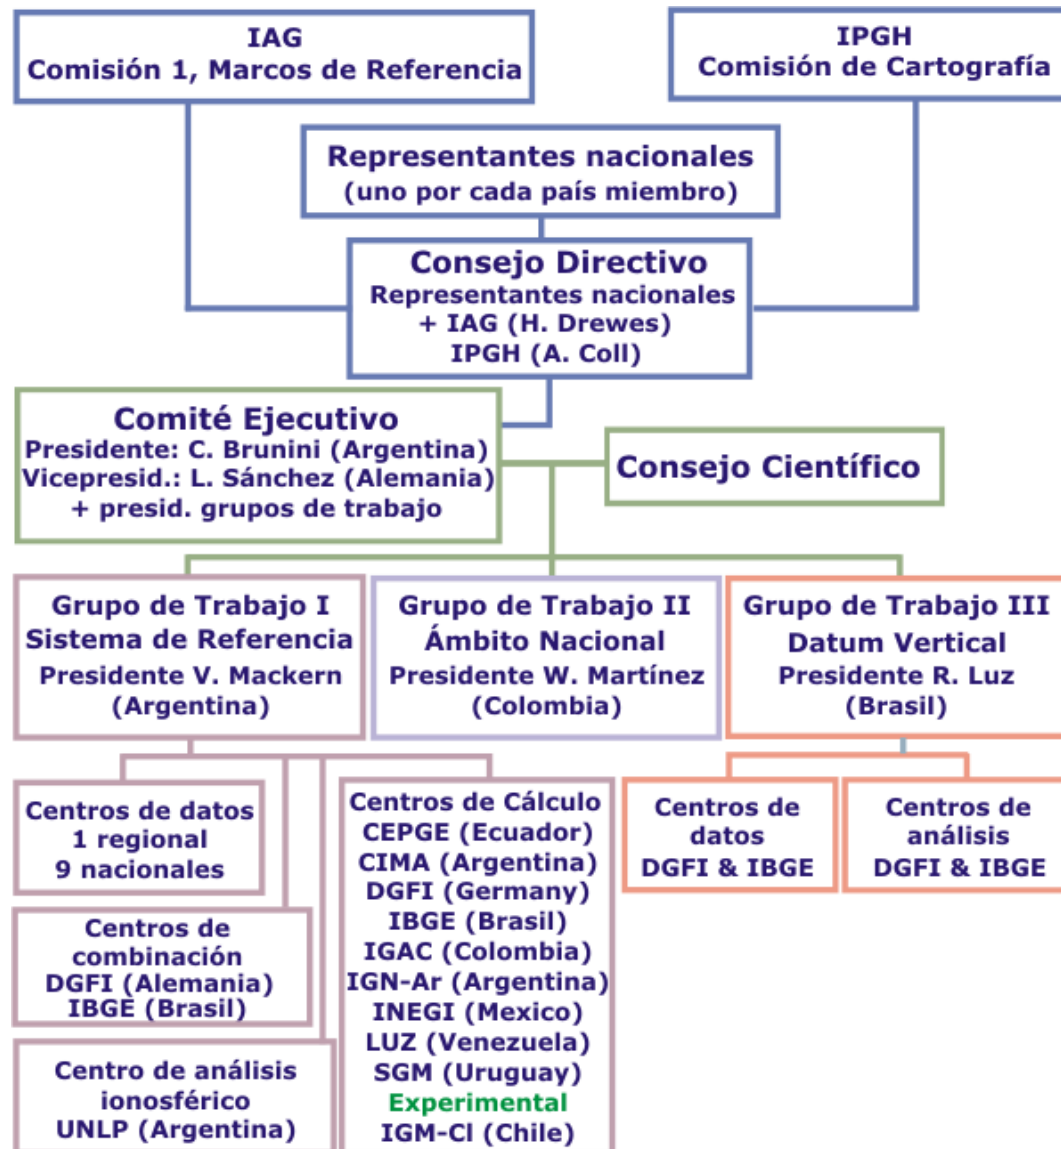 IAG
Comisión 1, Marcos de Referencia
IPGH
Comisión de Cartografía
Representantes nacionales
(uno por cada país miembro)
Consejo Directivo
Representantes nacionales
+ IAG (H. Drewes)
IPGH (A. Coll)
Comité Ejecutivo
Presidente: C. Brunini (Argentina)
Vicepresid.: L. Sánchez (Alemania)
+ presid. grupos de trabajo
Consejo Científico
Grupo de Trabajo I
Sistema de Referencia
Presidente V. Mackern
(Argentina)
Grupo de Trabajo II
Ámbito Nacional
Presidente W. Martínez
(Colombia)
Grupo de Trabajo III
Datum Vertical
Presidente R. Luz
(Brasil)
Centros de datos
1 regional
9 nacionales
Centros de
combinación
DGFI (Alemania)
IBGE (Brasil)
Centro de análisis
ionosférico
UNLP (Argentina)
Centros de Cálculo
CEPGE (Ecuador)
CIMA (Argentina)
DGFI (Germany)
IBGE (Brasil)
IGAC (Colombia)
IGN-Ar (Argentina)
INEGI (Mexico)
LUZ (Venezuela)
SGM (Uruguay)
Experimental
IGM-Cl (Chile)
Centros de
datos
DGFI & IBGE
Centros de
análisis
DGFI & IBGE